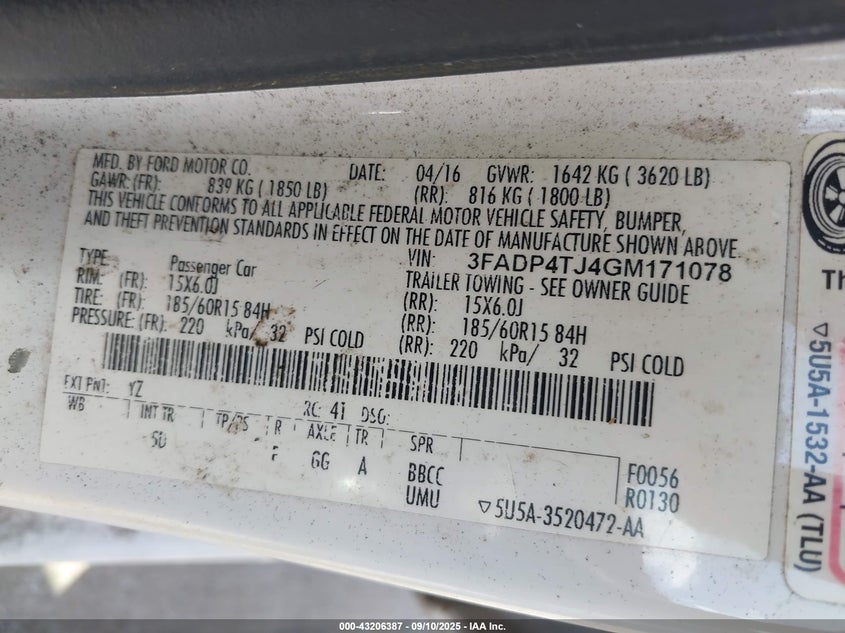 MFD. BY FORD MOTOR CO. DATE: 04/16 GVWR: 1642 KG ( 3620 LB)
GAWR: (FR): 839 KG ( 1850 LB) (RR): 816 KG ( 1800 LB)
THIS VEHICLE CONFORMS TO ALL APPLICABLE FEDERAL MOTOR VEHICLE SAFETY, BUMPER,
AND THEFT PREVENTION STANDARDS IN EFFECT ON THE DATE OF MANUFACTURE SHOWN ABOVE.
VIN: 3FADP4TJ4GM171078
TYPE: Passenger Car TRAILER TOWING - SEE OWNER GUIDE
RIM: (FR): 15X6.0J (RR): 15X6.0J
TIRE: (FR): 185/60R15 84H (RR): 185/60R15 84H
PRESSURE: (FR): 220 kPa/ 32 PSI COLD (RR): 220 kPa/ 32 PSI COLD
EXT PNT: YZ RC: 41 DSO:
WB INT TR TP/PS R AXLE TR SPR
5D GG A BBCC F0056
UMU R0130
▽5U5A-3520472-AA
Th
▽5U5A-1532-AA (TLU)
000-43206387 - 09/10/2025 - IAA Inc.